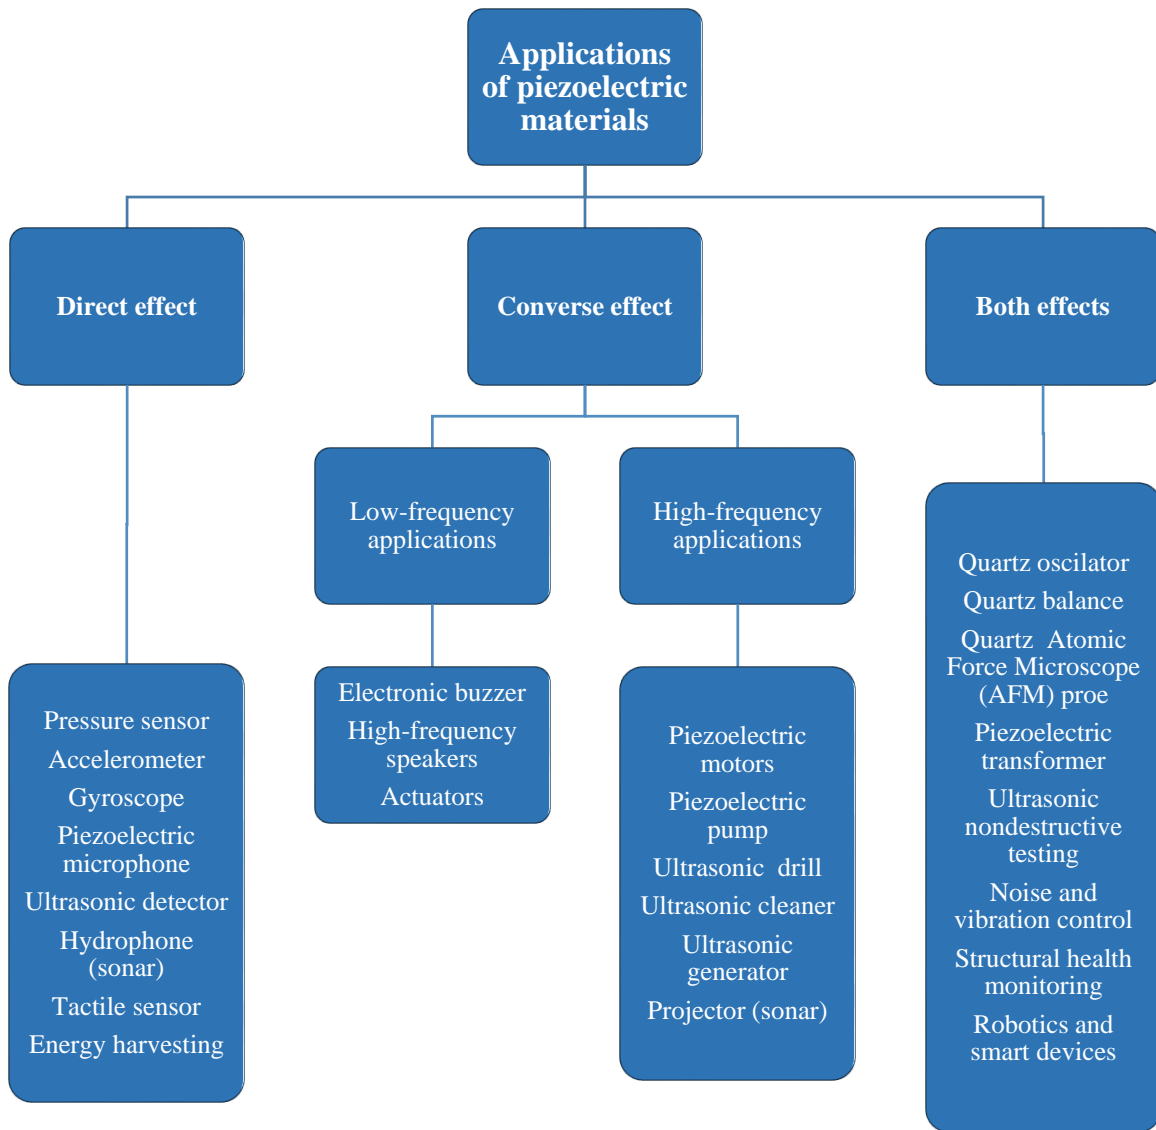 Applications
of piezoelectric
materials
Direct effect
Converse effect
Both effects
Low-frequency
applications
High-frequency
applications
Pressure sensor
Accelerometer
Gyroscope
Piezoelectric
microphone
Ultrasonic detector
Hydrophone
(sonar)
Tactile sensor
Energy harvesting
Electronic buzzer
High-frequency
speakers
Actuators
Piezoelectric
motors
Piezoelectric
pump
Ultrasonic drill
Ultrasonic cleaner
Ultrasonic
generator
Projector (sonar)
Quartz oscilator
Quartz balance
Quartz Atomic
Force Microscope
(AFM) proe
Piezoelectric
transformer
Ultrasonic
nondestructive
testing
Noise and
vibration control
Structural health
monitoring
Robotics and
smart devices